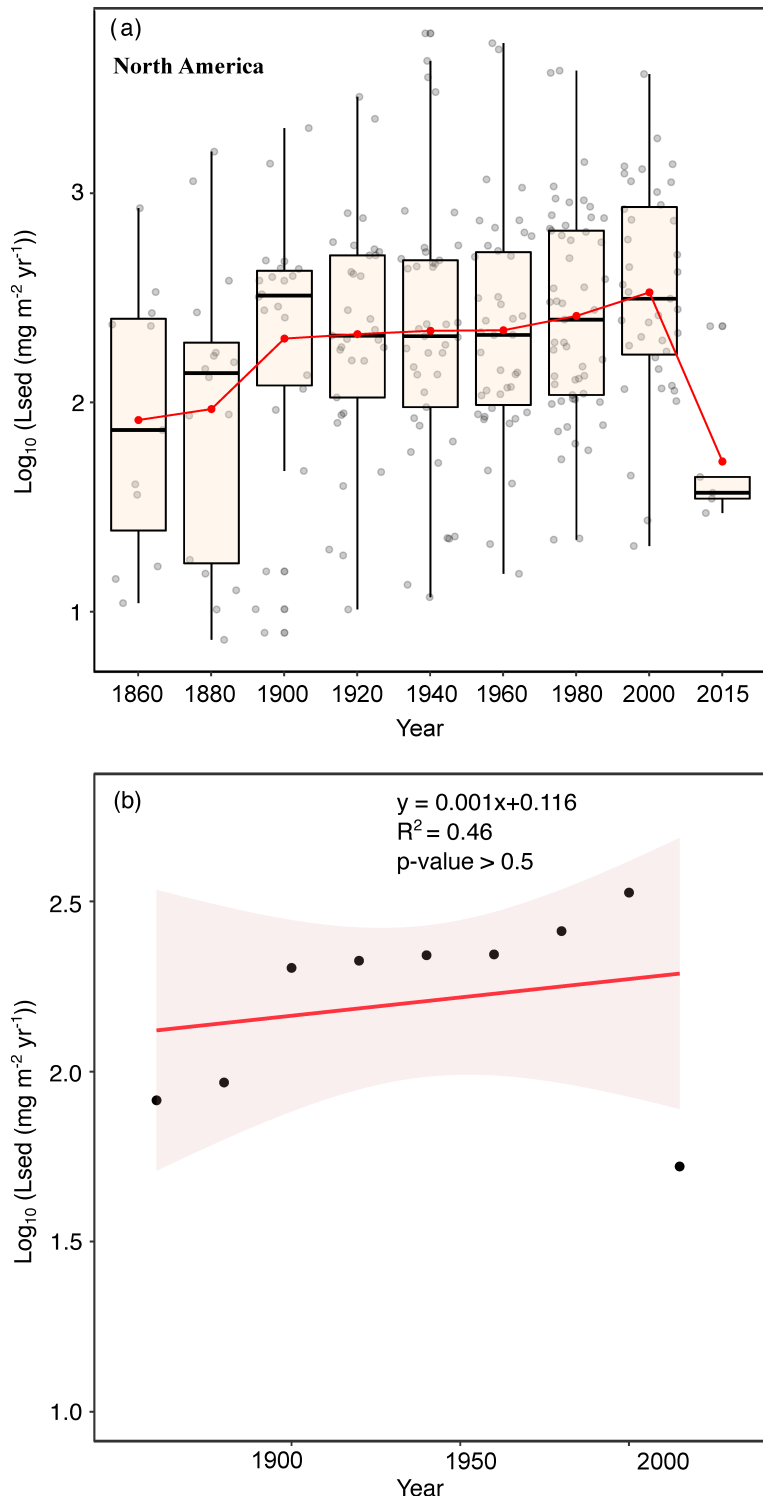 (a)
North America
Log₁₀ (Lsed (mg m⁻² yr⁻¹))
3
2
1
1860 1880 1900 1920 1940 1960 1980 2000 2015
Year
(b)
y = 0.001x+0.116
R² = 0.46
p-value > 0.5
Log₁₀ (Lsed (mg m⁻² yr⁻¹))
2.5
2.0
1.5
1.0
1900 1950 2000
Year